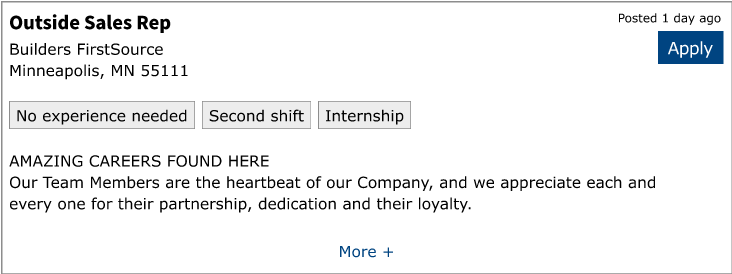 Outside Sales Rep
Posted 1 day ago
Builders FirstSource
Apply
Minneapolis, MN 55111
No experience needed Second shift Internship
AMAZING CAREERS FOUND HERE
Our Team Members are the heartbeat of our Company, and we appreciate each and
every one for their partnership, dedication and their loyalty.
More +